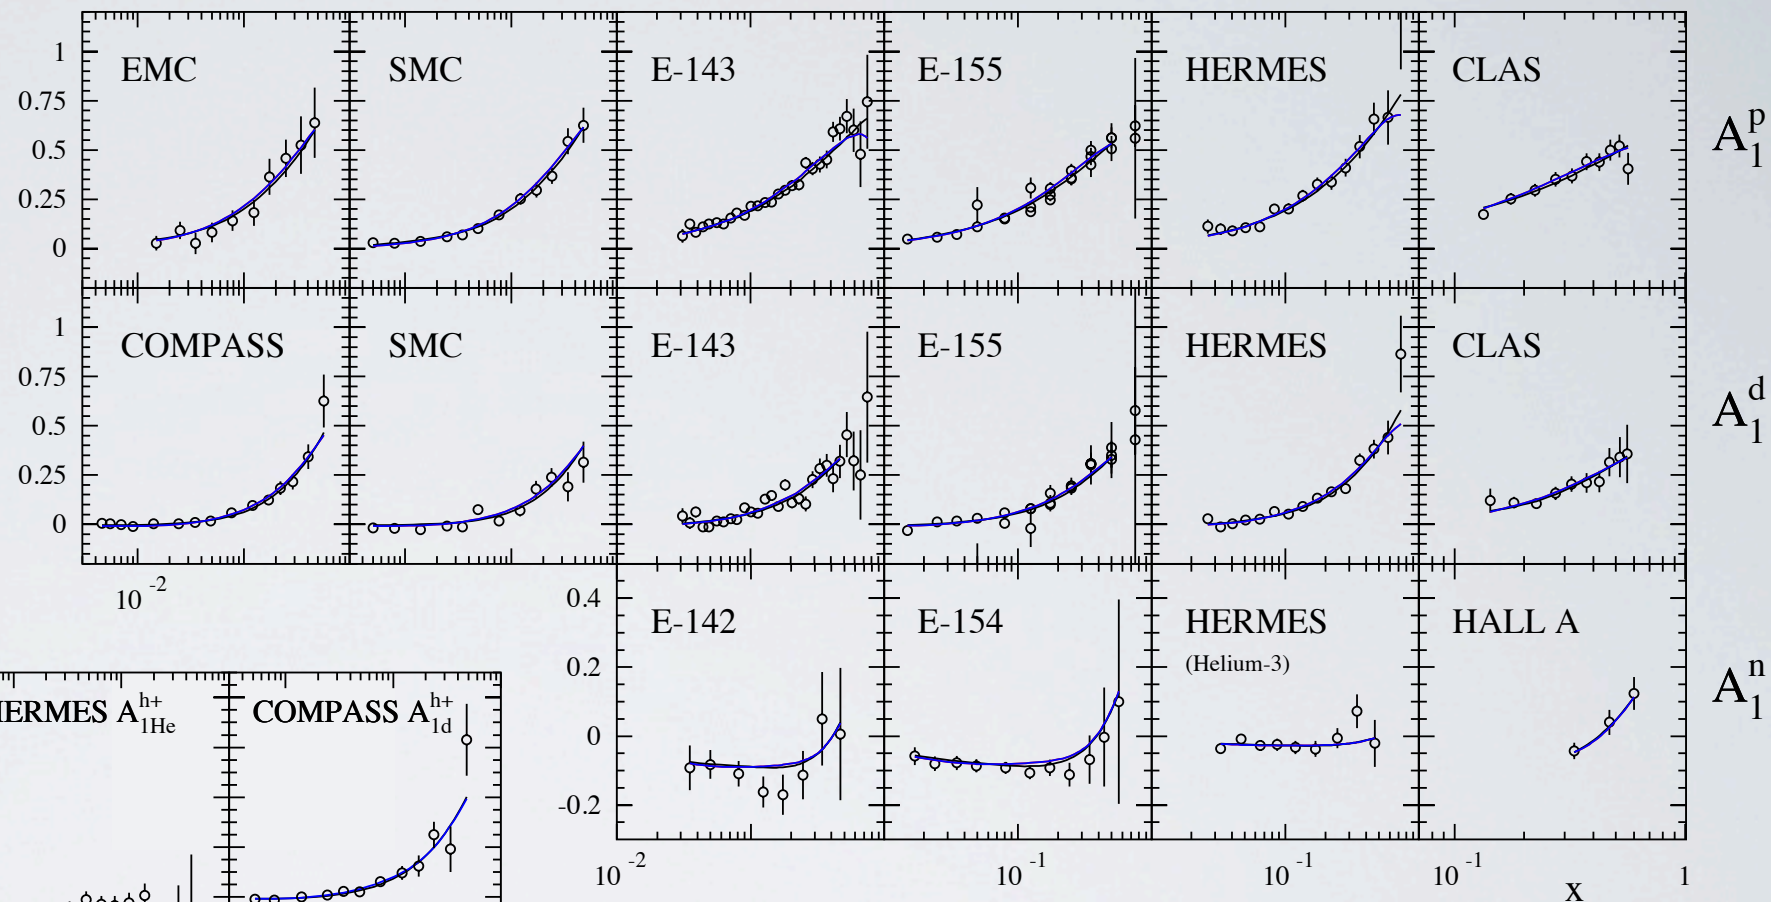 EMC SMC E-143 E-155 HERMES CLAS
1
0.75
0.5
0.25
0
A₁ᵖ
COMPASS SMC E-143 E-155 HERMES CLAS
1
0.75
0.5
0.25
0
A₁ᵈ
10⁻²
E-142 E-154 HERMES HALL A
(Helium-3)
0.4
0.2
0
-0.2
A₁ⁿ
10⁻² 10⁻¹ 10⁻¹ 10⁻¹ 1
x
ERMES A₁Heʰ⁺ COMPASS A₁dʰ⁺